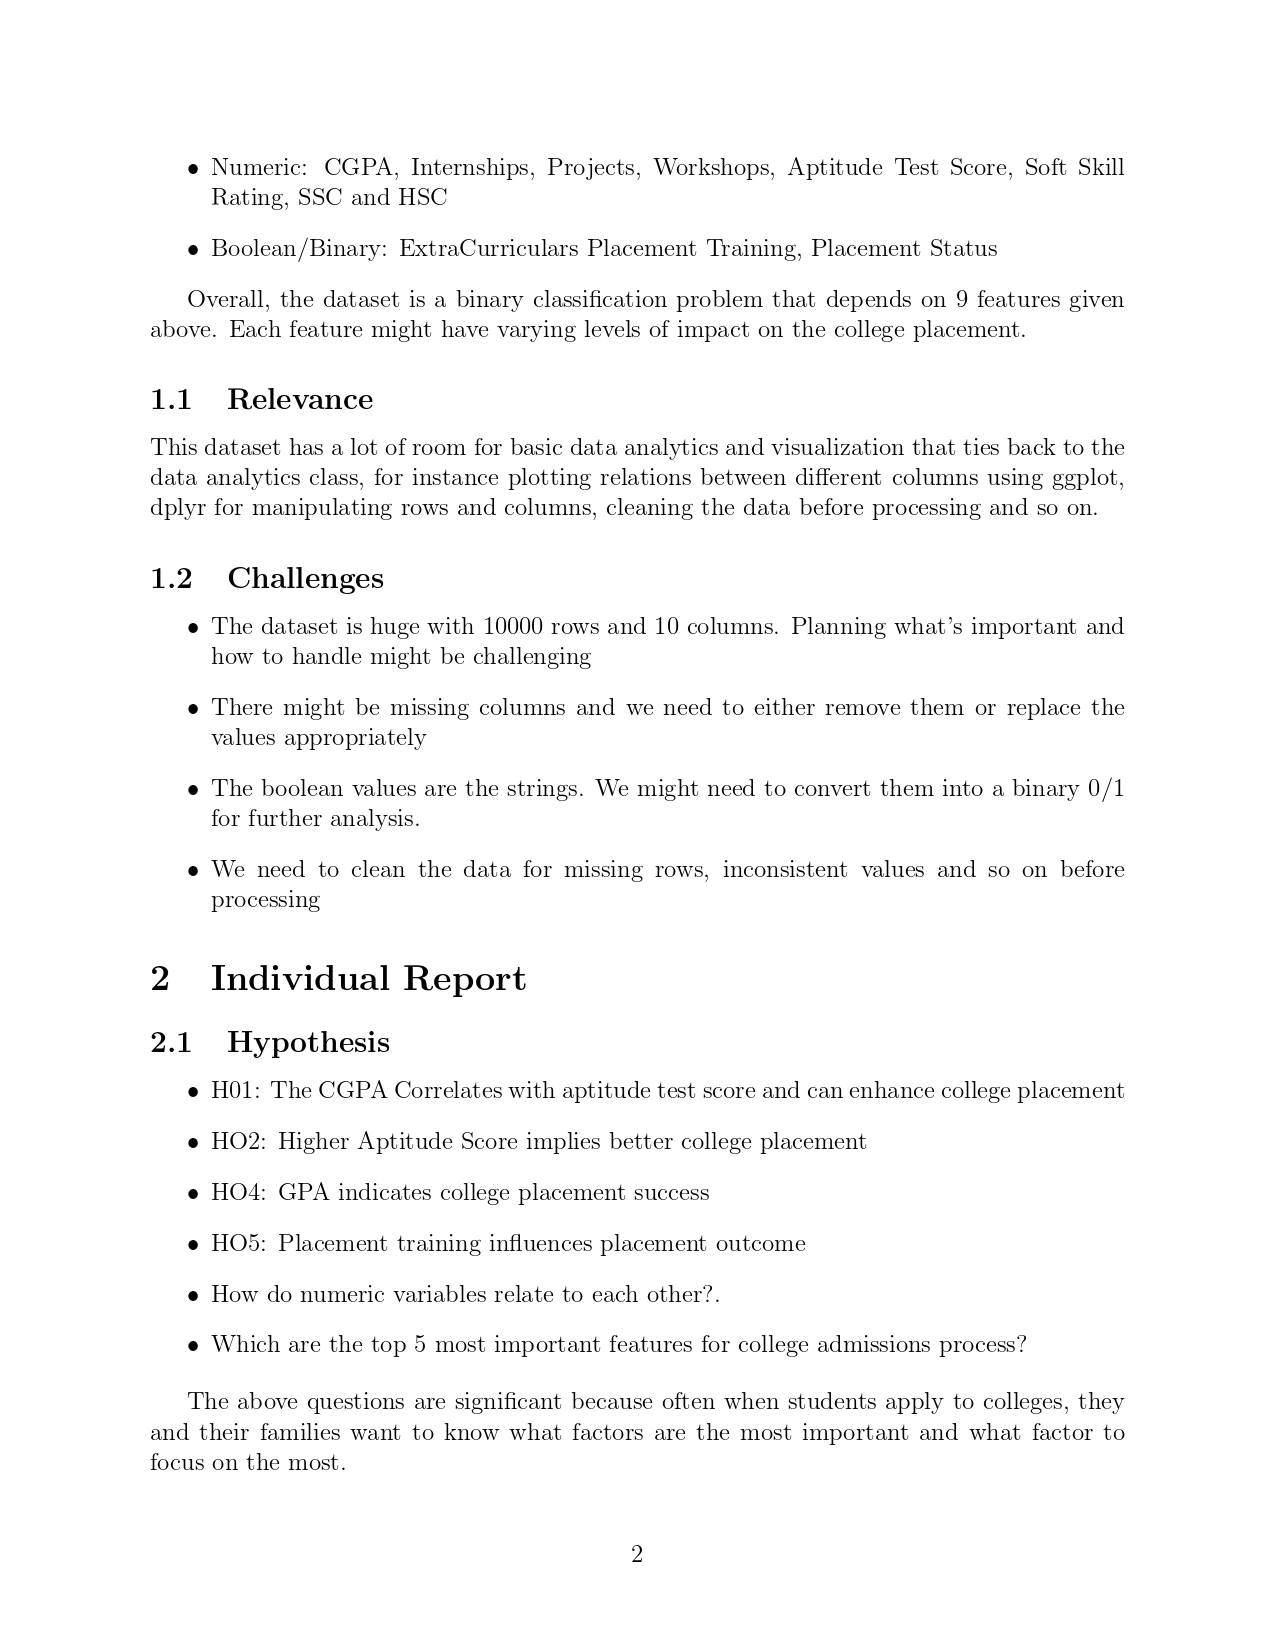 • Numeric: CGPA, Internships, Projects, Workshops, Aptitude Test Score, Soft Skill
Rating, SSC and HSC
• Boolean/Binary: ExtraCurriculars Placement Training, Placement Status
Overall, the dataset is a binary classification problem that depends on 9 features given
above. Each feature might have varying levels of impact on the college placement.
1.1 Relevance
This dataset has a lot of room for basic data analytics and visualization that ties back to the
data analytics class, for instance plotting relations between different columns using ggplot,
dplyr for manipulating rows and columns, cleaning the data before processing and so on.
1.2 Challenges
• The dataset is huge with 10000 rows and 10 columns. Planning what's important and
how to handle might be challenging
• There might be missing columns and we need to either remove them or replace the
values appropriately
• The boolean values are the strings. We might need to convert them into a binary 0/1
for further analysis.
• We need to clean the data for missing rows, inconsistent values and so on before
processing
2 Individual Report
2.1 Hypothesis
• H01: The CGPA Correlates with aptitude test score and can enhance college placement
• HO2: Higher Aptitude Score implies better college placement
• HO4: GPA indicates college placement success
• HO5: Placement training influences placement outcome
• How do numeric variables relate to each other?.
• Which are the top 5 most important features for college admissions process?
The above questions are significant because often when students apply to colleges, they
and their families want to know what factors are the most important and what factor to
focus on the most.
2